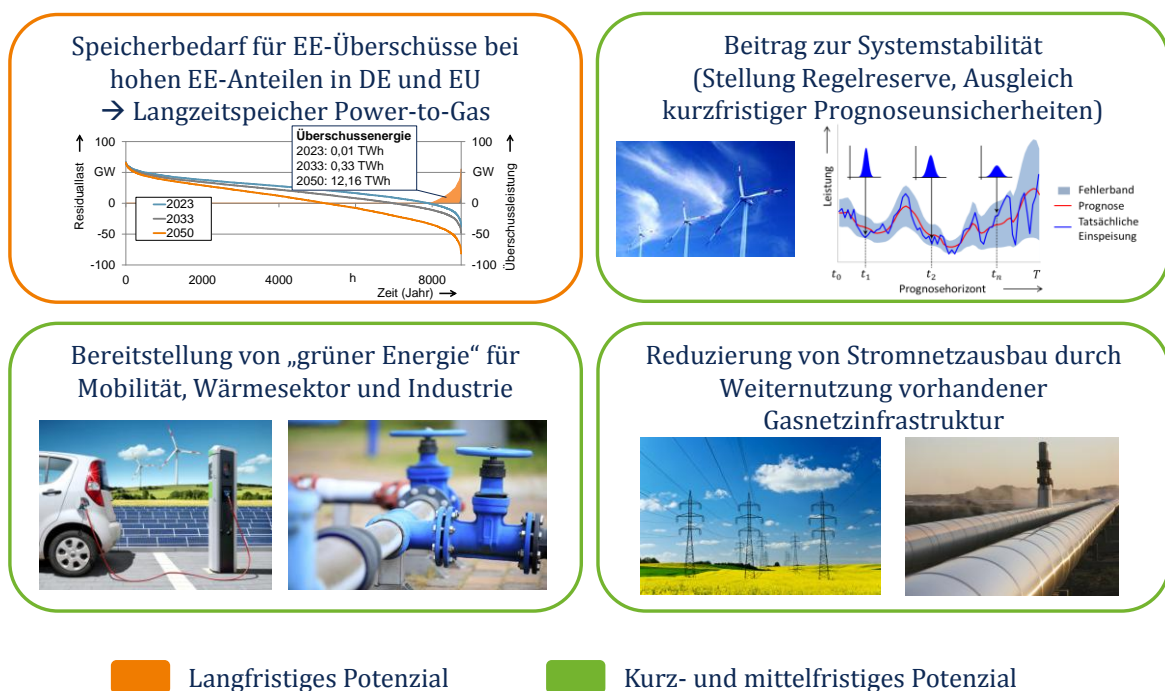 Speicherbedarf für EE-Überschüsse bei
hohen EE-Anteilen in DE und EU
→ Langzeitspeicher Power-to-Gas
Residuallast
100
GW
0
-50
-100
Überschussenergie
2023: 0,01 TWh
2033: 0,33 TWh
2050: 12,16 TWh
2023
2033
2050
100
GW
0
-50
-100
Überschussleistung
0
2000
4000
h
8000
Zeit (Jahr)
Beitrag zur Systemstabilität
(Stellung Regelreserve, Ausgleich
kurzfristiger Prognoseunsicherheiten)
Leistung
Fehlerband
Prognose
Tatsächliche
Einspeisung
t₀ t₁ t₂ tₙ T
Prognosehorizont
Bereitstellung von „grüner Energie“ für
Mobilität, Wärmesektor und Industrie
Reduzierung von Stromnetzausbau durch
Weiternutzung vorhandener
Gasnetzinfrastruktur
Langfristiges Potenzial
Kurz- und mittelfristiges Potenzial